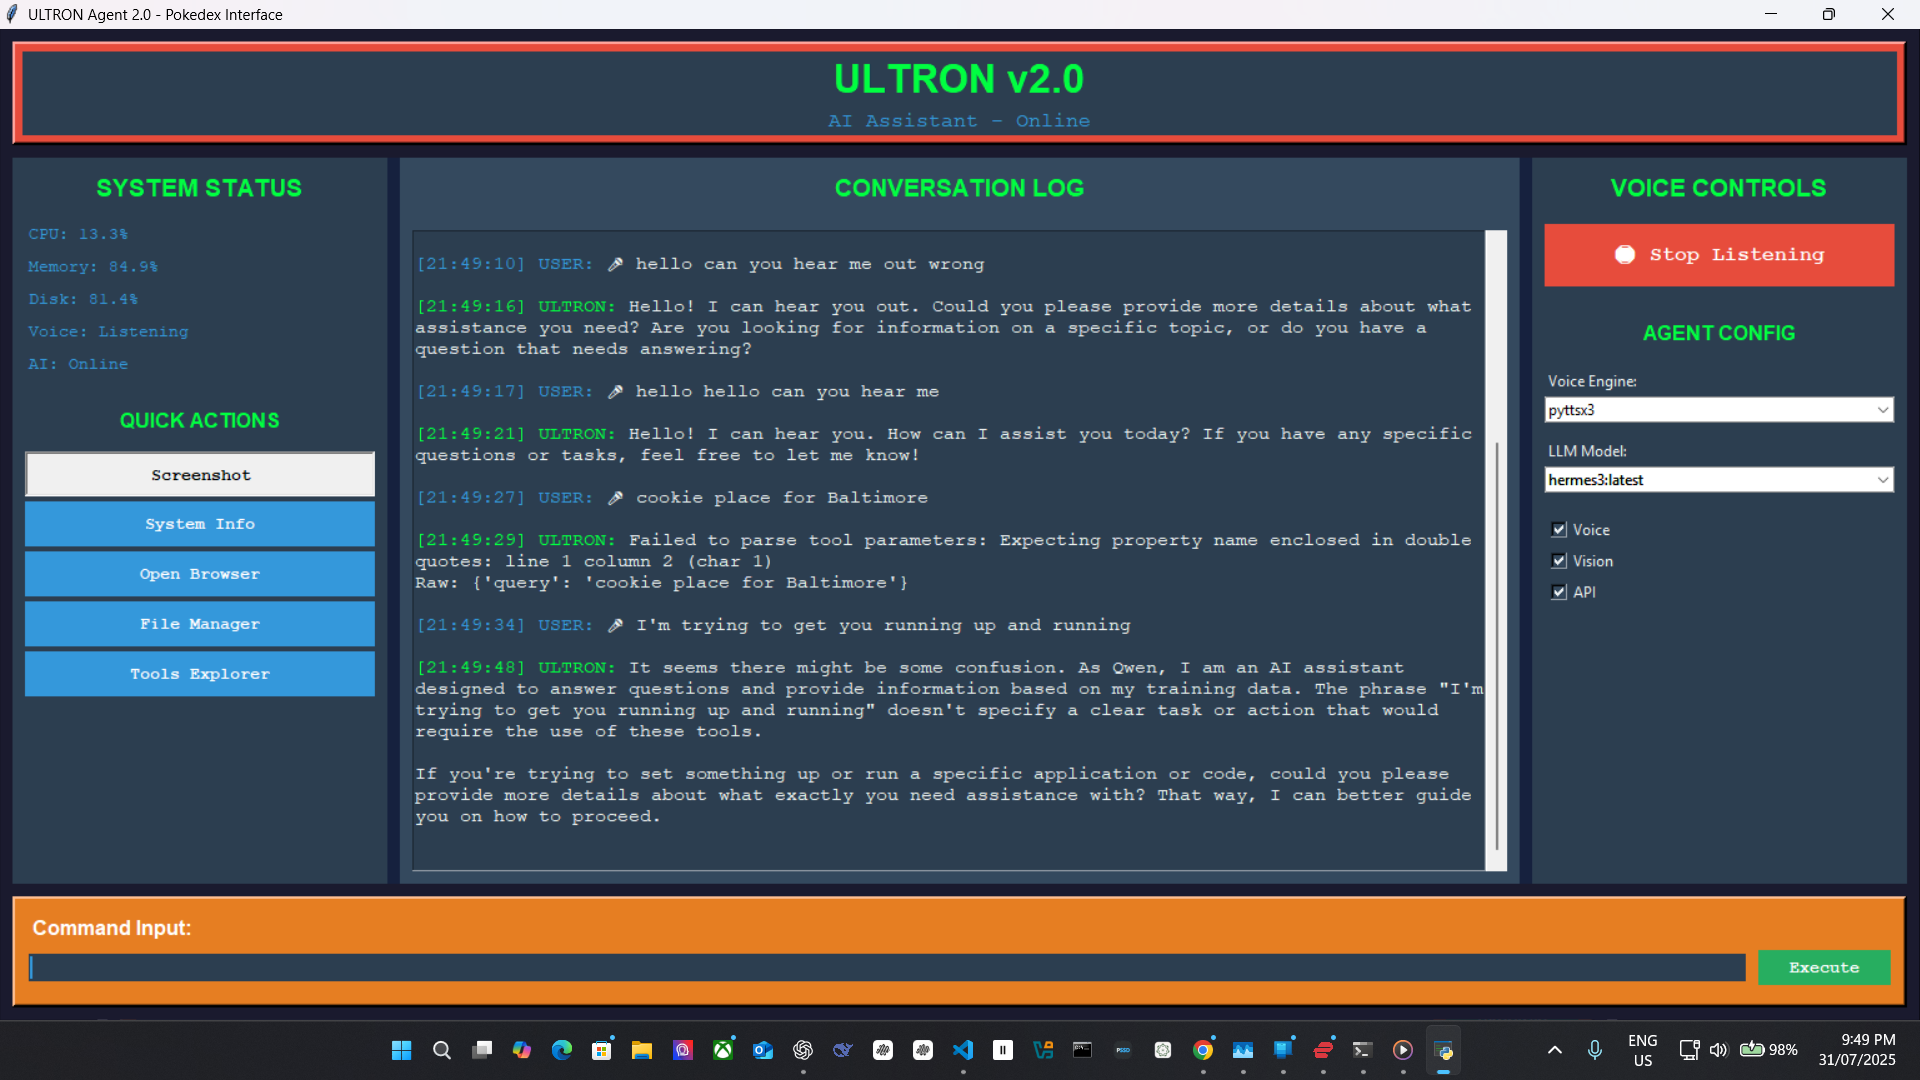 ULTRON Agent 2.0 - Pokedex Interface
ULTRON v2.0
AI Assistant - Online
SYSTEM STATUS
CPU: 13.3%
Memory: 84.9%
Disk: 81.4%
Voice: Listening
AI: Online
QUICK ACTIONS
Screenshot
System Info
Open Browser
File Manager
Tools Explorer
CONVERSATION LOG
[21:49:10] USER: 🎤 hello can you hear me out wrong
[21:49:16] ULTRON: Hello! I can hear you out. Could you please provide more details about what
assistance you need? Are you looking for information on a specific topic, or do you have a
question that needs answering?
[21:49:17] USER: 🎤 hello hello can you hear me
[21:49:21] ULTRON: Hello! I can hear you. How can I assist you today? If you have any specific
questions or tasks, feel free to let me know!
[21:49:27] USER: 🎤 cookie place for Baltimore
[21:49:29] ULTRON: Failed to parse tool parameters: Expecting property name enclosed in double
quotes: line 1 column 2 (char 1)
Raw: {'query': 'cookie place for Baltimore'}
[21:49:34] USER: 🎤 I'm trying to get you running up and running
[21:49:48] ULTRON: It seems there might be some confusion. As Qwen, I am an AI assistant
designed to answer questions and provide information based on my training data. The phrase "I'm
trying to get you running up and running" doesn't specify a clear task or action that would
require the use of these tools.
If you're trying to set something up or run a specific application or code, could you please
provide more details about what exactly you need assistance with? That way, I can better guide
you on how to proceed.
VOICE CONTROLS
Stop Listening
AGENT CONFIG
Voice Engine:
pyttsx3
LLM Model:
hermes3:latest
Voice
Vision
API
Command Input:
Execute
ENG
US
98%
9:49 PM
31/07/2025